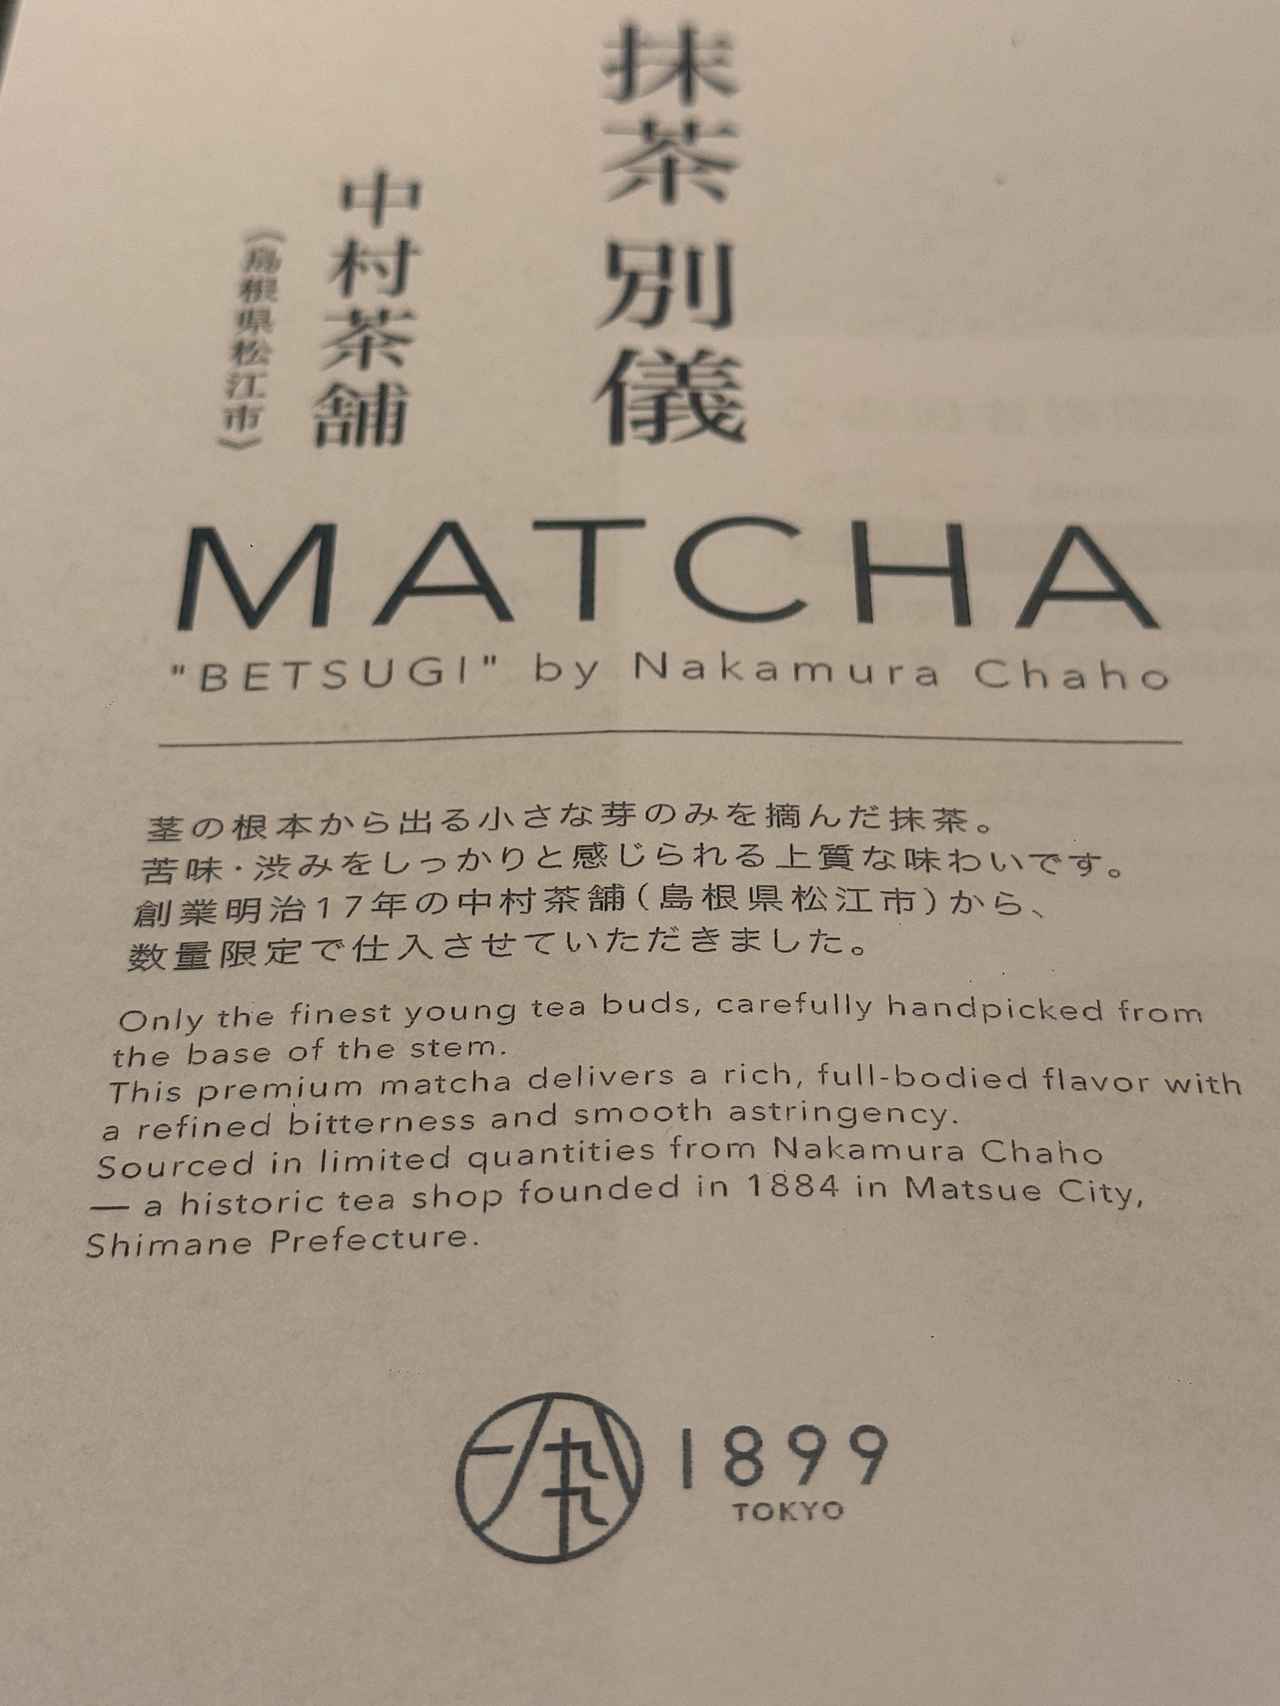 抹茶 別儀
中村茶舗
（島根県松江市）
MATCHA
"BETSUGI" by Nakamura Chaho
茎の根本から出る小さな芽のみを摘んだ抹茶。
苦味・渋みをしっかりと感じられる上質な味わいです。
創業明治17年の中村茶舗（島根県松江市）から、
数量限定で仕入させていただきました。
Only the finest young tea buds, carefully handpicked from
the base of the stem.
This premium matcha delivers a rich, full-bodied flavor with
a refined bitterness and smooth astringency.
Sourced in limited quantities from Nakamura Chaho
— a historic tea shop founded in 1884 in Matsue City,
Shimane Prefecture.
一八九九
1899
TOKYO